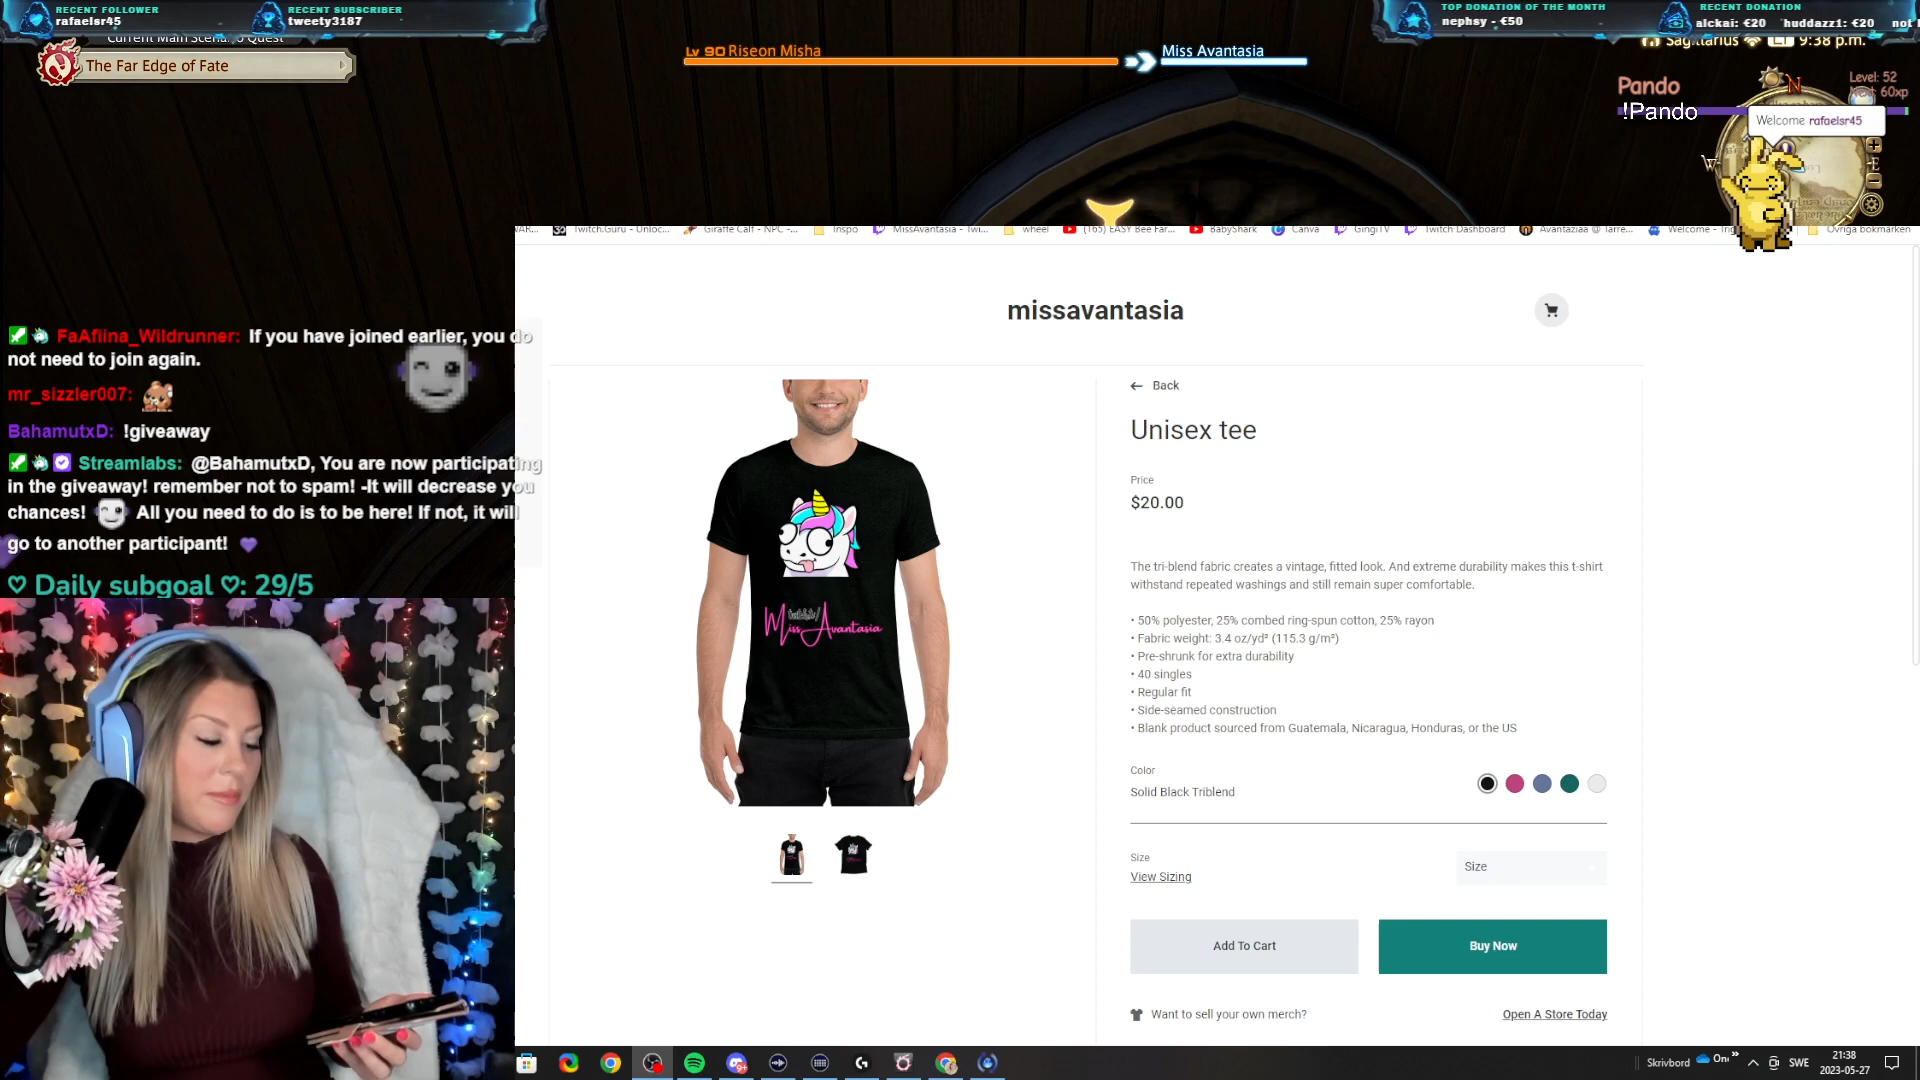 RECENT FOLLOWER
rafaelsr45
RECENT SUBSCRIBER
tweety3187
TOP DONATION OF THE MONTH
nephsy - €50
RECENT DONATION
alckai: €20 huddazz1: €20 not
The Far Edge of Fate
Lv 90 Riseon Misha
Miss Avantasia
Sagittarius
9:38 p.m.
Pando
Level: 52
Next: 60xp
!Pando
Welcome rafaelsr45
N
W
E
Twitch.Guru - Unloc...
Giraffe Calf - NPC -...
Inspo
MissAvantasia - Twi...
wheel
(165) EASY Bee Far...
BabyShark
Canva
GingiTV
Twitch Dashboard
Avantaziaa @ Tarre...
Welcome - Trig
Övriga bokmärken
missavantasia
FaAfiina_Wildrunner: If you have joined earlier, you do
not need to join again.
mr_sizzler007:
BahamutxD: !giveaway
Streamlabs: @BahamutxD, You are now participating
in the giveaway! remember not to spam! -It will decrease you
chances! All you need to do is to be here! If not, it will
go to another participant!
♡ Daily subgoal ♡: 29/5
Miss Avantasia
← Back
Unisex tee
Price
$20.00
The tri-blend fabric creates a vintage, fitted look. And extreme durability makes this t-shirt
withstand repeated washings and still remain super comfortable.
• 50% polyester, 25% combed ring-spun cotton, 25% rayon
• Fabric weight: 3.4 oz/yd² (115.3 g/m²)
• Pre-shrunk for extra durability
• 40 singles
• Regular fit
• Side-seamed construction
• Blank product sourced from Guatemala, Nicaragua, Honduras, or the US
Color
Solid Black Triblend
Size
View Sizing
Size
Add To Cart
Buy Now
Want to sell your own merch?
Open A Store Today
Skrivbord
On
SWE
21:38
2023-05-27